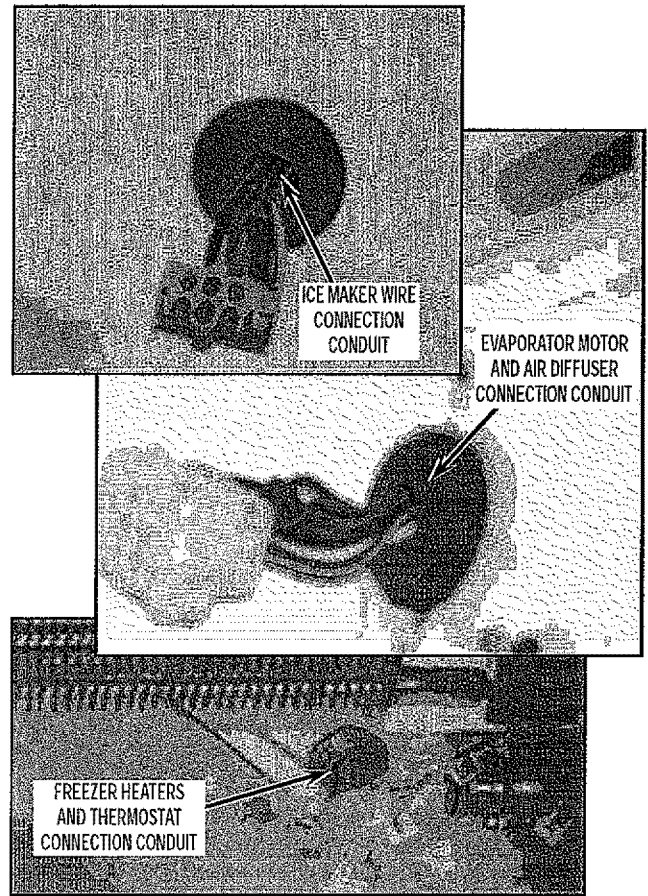 ICE MAKER WIRE
CONNECTION
CONDUIT
EVAPORATOR MOTOR
AND AIR DIFFUSER
CONNECTION CONDUIT
FREEZER HEATERS
AND THERMOSTAT
CONNECTION CONDUIT